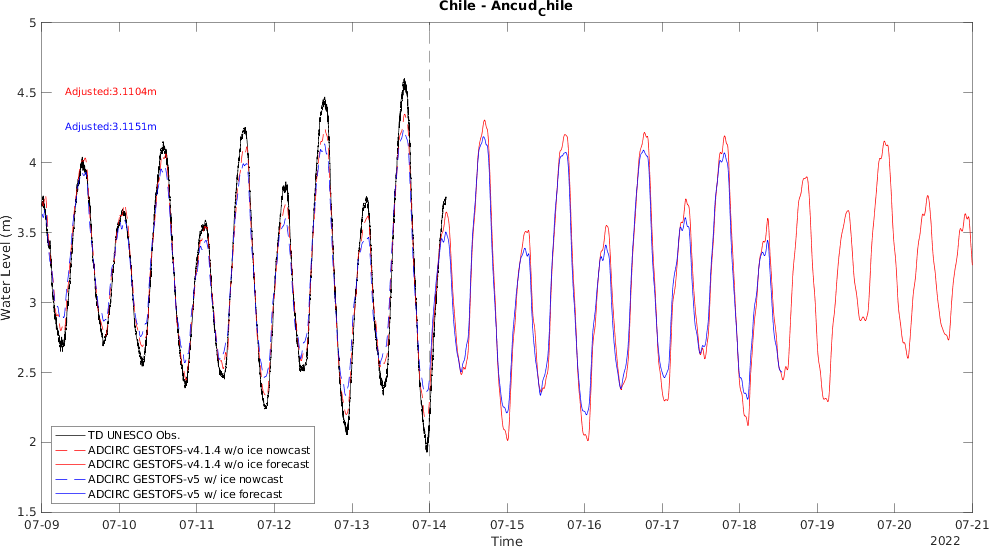 Chile - AncudChile
5
4.5
4
3.5
3
2.5
2
1.5
Water Level (m)
Adjusted:3.1104m
Adjusted:3.1151m
TD UNESCO Obs.
ADCIRC GESTOFS-v4.1.4 w/o ice nowcast
ADCIRC GESTOFS-v4.1.4 w/o ice forecast
ADCIRC GESTOFS-v5 w/ ice nowcast
ADCIRC GESTOFS-v5 w/ ice forecast
07-09 07-10 07-11 07-12 07-13 07-14 07-15 07-16 07-17 07-18 07-19 07-20 07-21
Time
2022